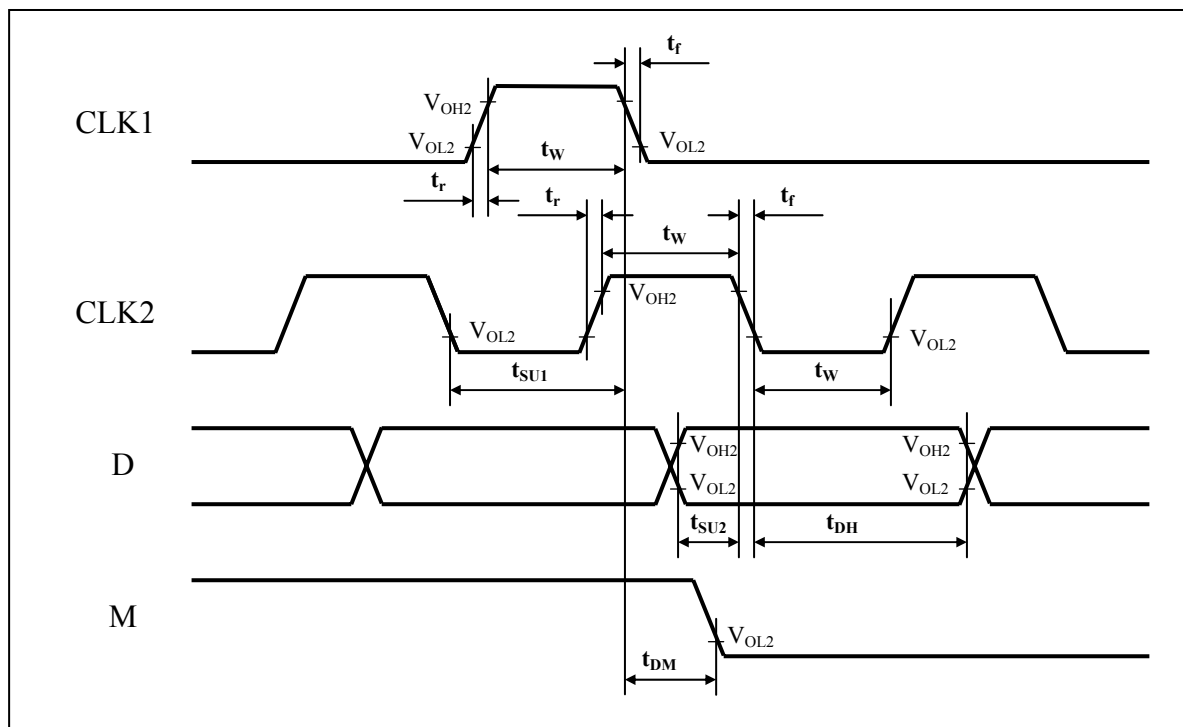 t_f
CLK1
V_OH2
V_OL2
V_OL2
t_W
t_r
t_r
t_f
t_W
CLK2
V_OH2
V_OL2
V_OL2
t_SU1
t_W
D
V_OH2
V_OH2
V_OL2
V_OL2
t_SU2
t_DH
M
V_OL2
t_DM